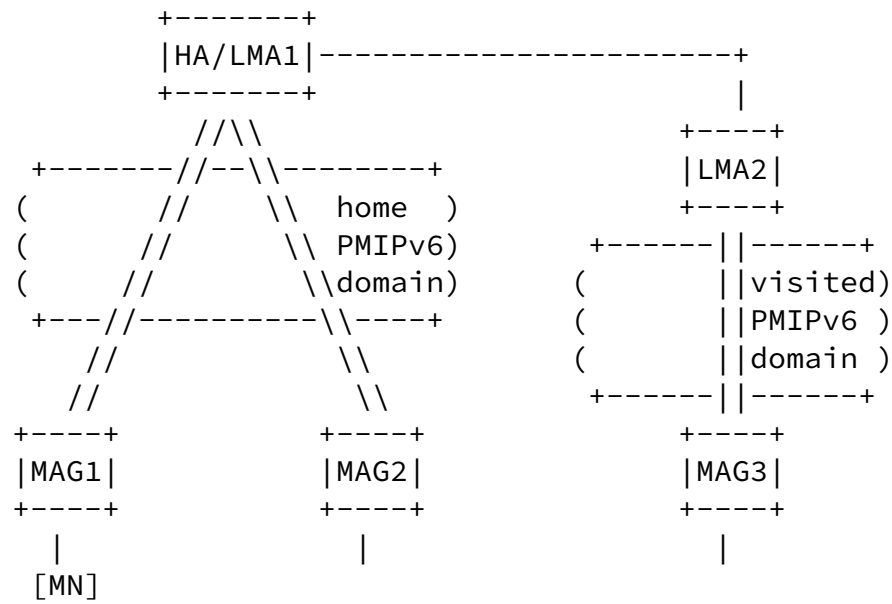 +-------+
                |HA/LMA1|-----------------------+
                +-------+                       |
                  //\\                       +----+
        +-------//--\\--------+              |LMA2|
       (       //    \\  home  )             +----+
       (      //      \\ PMIPv6)       +------||------+
       (     //        \\domain)      (       ||visited)
        +---//----------\\----+       (       ||PMIPv6 )
           //            \\           (       ||domain )
          //              \\           +------||------+
       +----+           +----+              +----+
       |MAG1|           |MAG2|              |MAG3|
       +----+           +----+              +----+
         |                |                   |
        [MN]